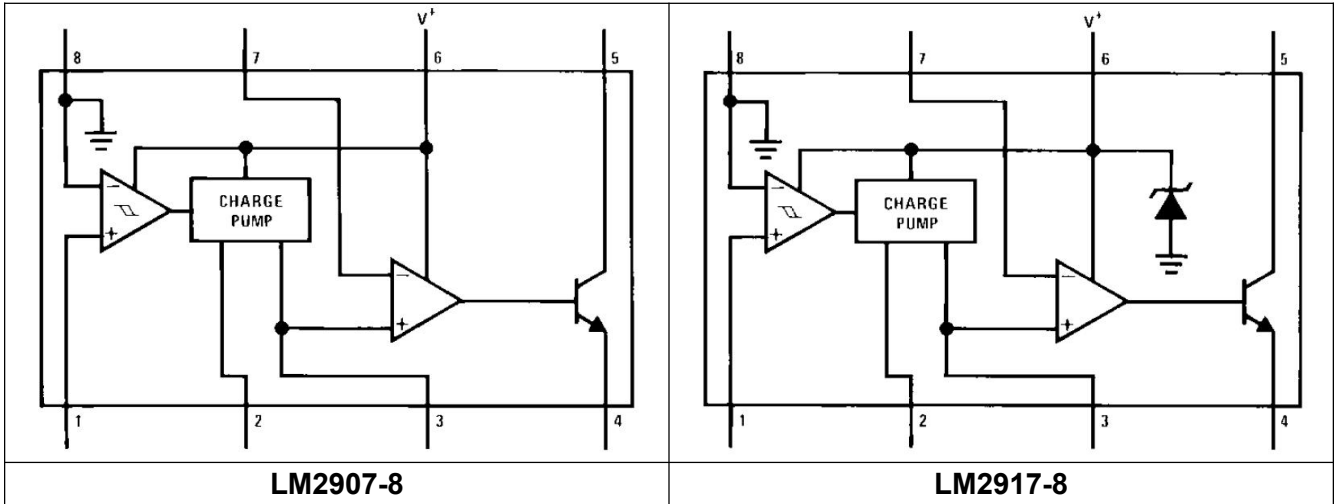 V+
8 7 6 5
− 
CHARGE
PUMP
+
−
+
1 2 3 4
LM2907-8
V+
8 7 6 5
−
CHARGE
PUMP
+
−
+
1 2 3 4
LM2917-8